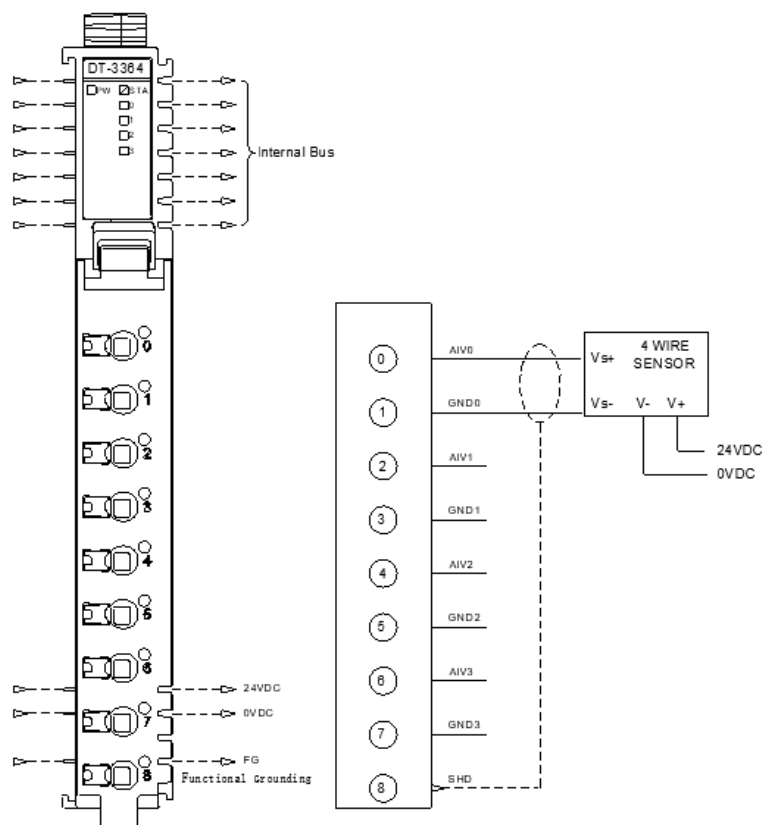 DT-3364
PW STA
0
1
2
3
Internal Bus
0
1
2
3
4
5
6
7
8
24VDC
0VDC
FG
Functional Grounding
0 AIV0
1 GND0
2 AIV1
3 GND1
4 AIV2
5 GND2
6 AIV3
7 GND3
8 SHD
Vs+ 4 WIRE
SENSOR
Vs- V- V+
24VDC
0VDC